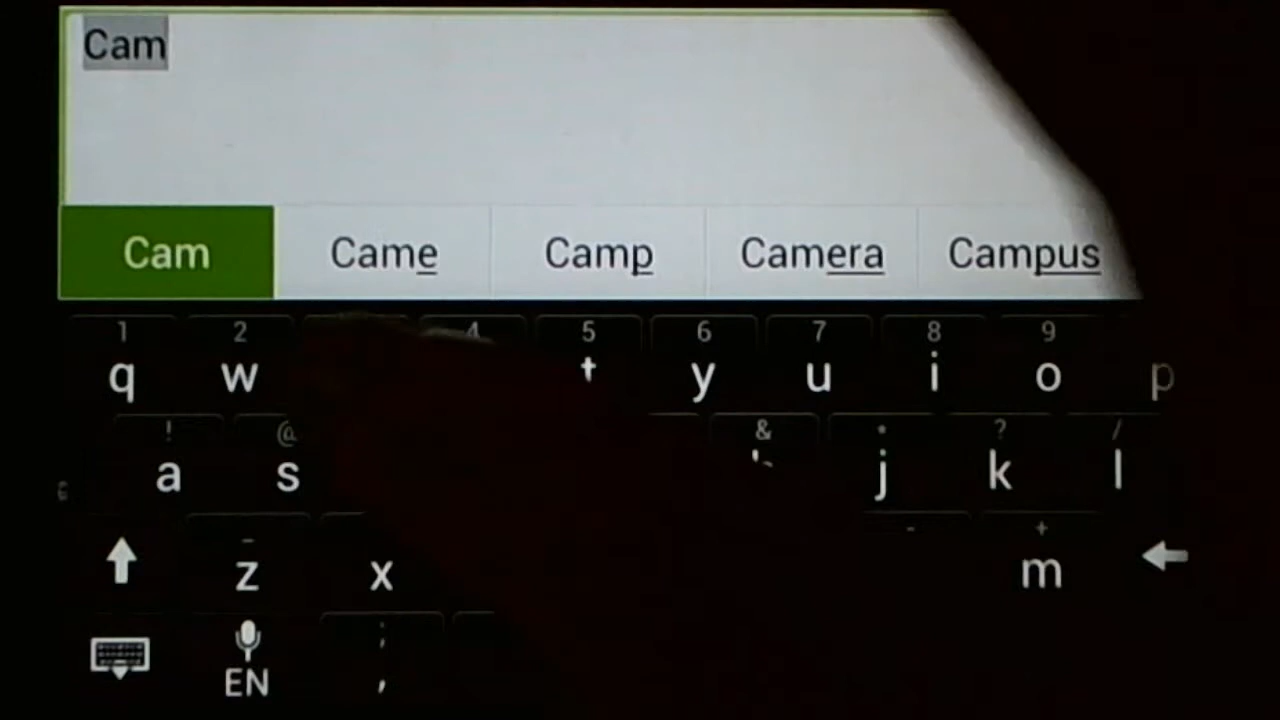 Cam
Cam Came Camp Camera Campus
1 2 4 5 6 7 8 9
q w t y u i o p
! @ & * ? /
a s j k l
- - +
z x m
;
EN ,